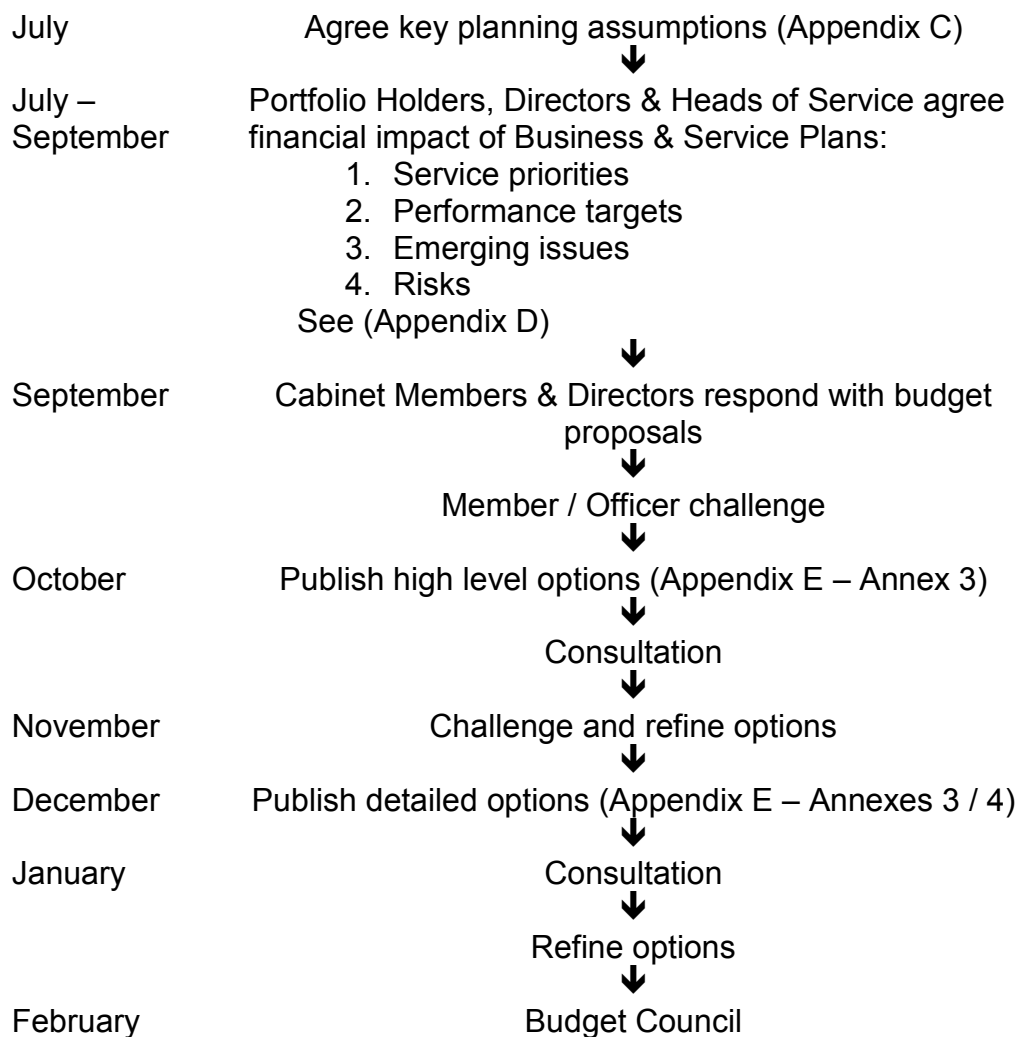 July Agree key planning assumptions (Appendix C)
July – Portfolio Holders, Directors & Heads of Service agree
September financial impact of Business & Service Plans:
1. Service priorities
2. Performance targets
3. Emerging issues
4. Risks
See (Appendix D)
September Cabinet Members & Directors respond with budget
proposals
Member / Officer challenge
October Publish high level options (Appendix E – Annex 3)
Consultation
November Challenge and refine options
December Publish detailed options (Appendix E – Annexes 3 / 4)
January Consultation
Refine options
February Budget Council